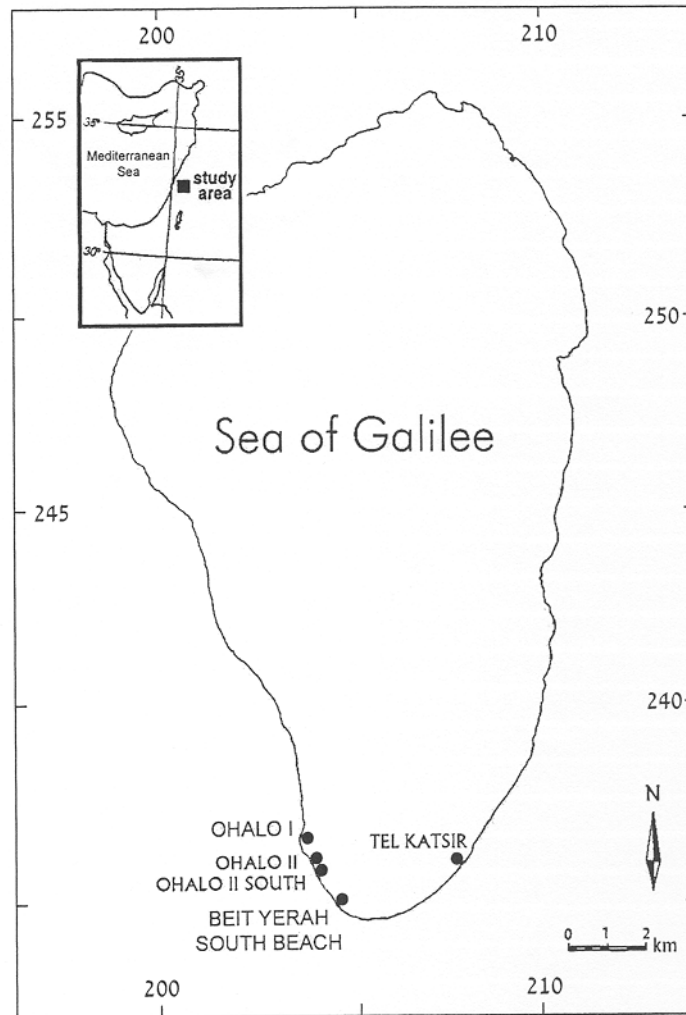 200
210
255
35°
35°
Mediterranean
Sea
study
area
30°
250
Sea of Galilee
245
240
N
OHALO I
TEL KATSIR
OHALO II
OHALO II SOUTH
BEIT YERAH
SOUTH BEACH
0 1 2
km
200
210